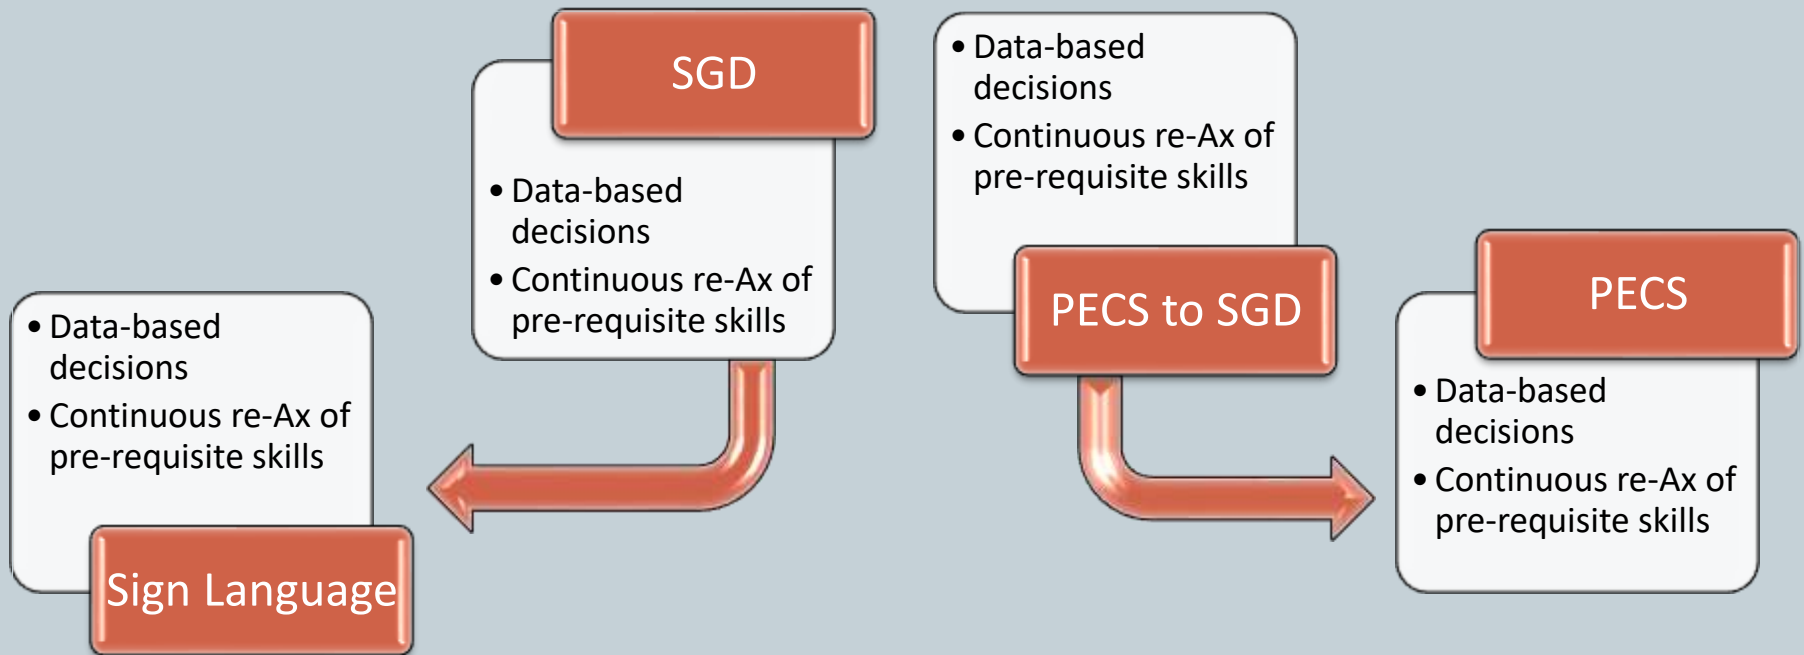 • Data-based
decisions
• Continuous re-Ax of
pre-requisite skills
Sign Language
SGD
• Data-based
decisions
• Continuous re-Ax of
pre-requisite skills
• Data-based
decisions
• Continuous re-Ax of
pre-requisite skills
PECS to SGD
PECS
• Data-based
decisions
• Continuous re-Ax of
pre-requisite skills